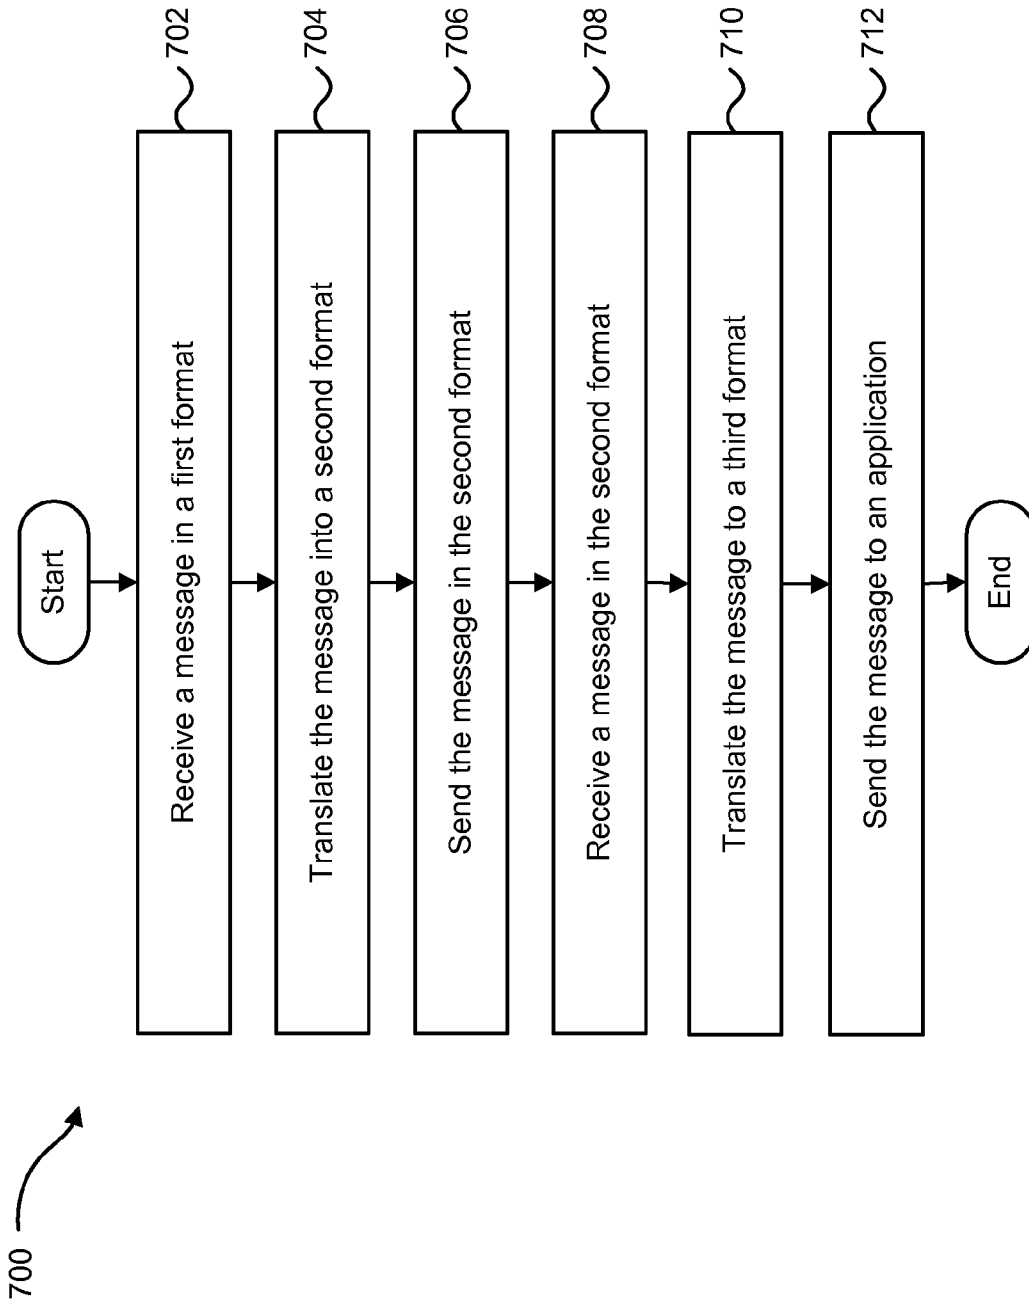 700
Start
Receive a message in a first format
702
Translate the message into a second format
704
Send the message in the second format
706
Receive a message in the second format
708
Translate the message to a third format
710
Send the message to an application
712
End